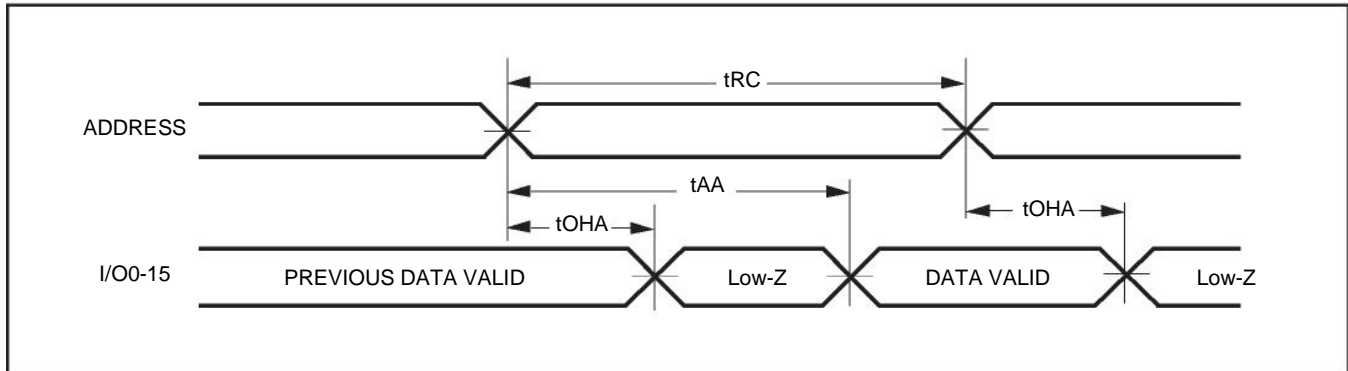 tRC
ADDRESS
tAA
tOHA
tOHA
I/O0-15
PREVIOUS DATA VALID
Low-Z
DATA VALID
Low-Z